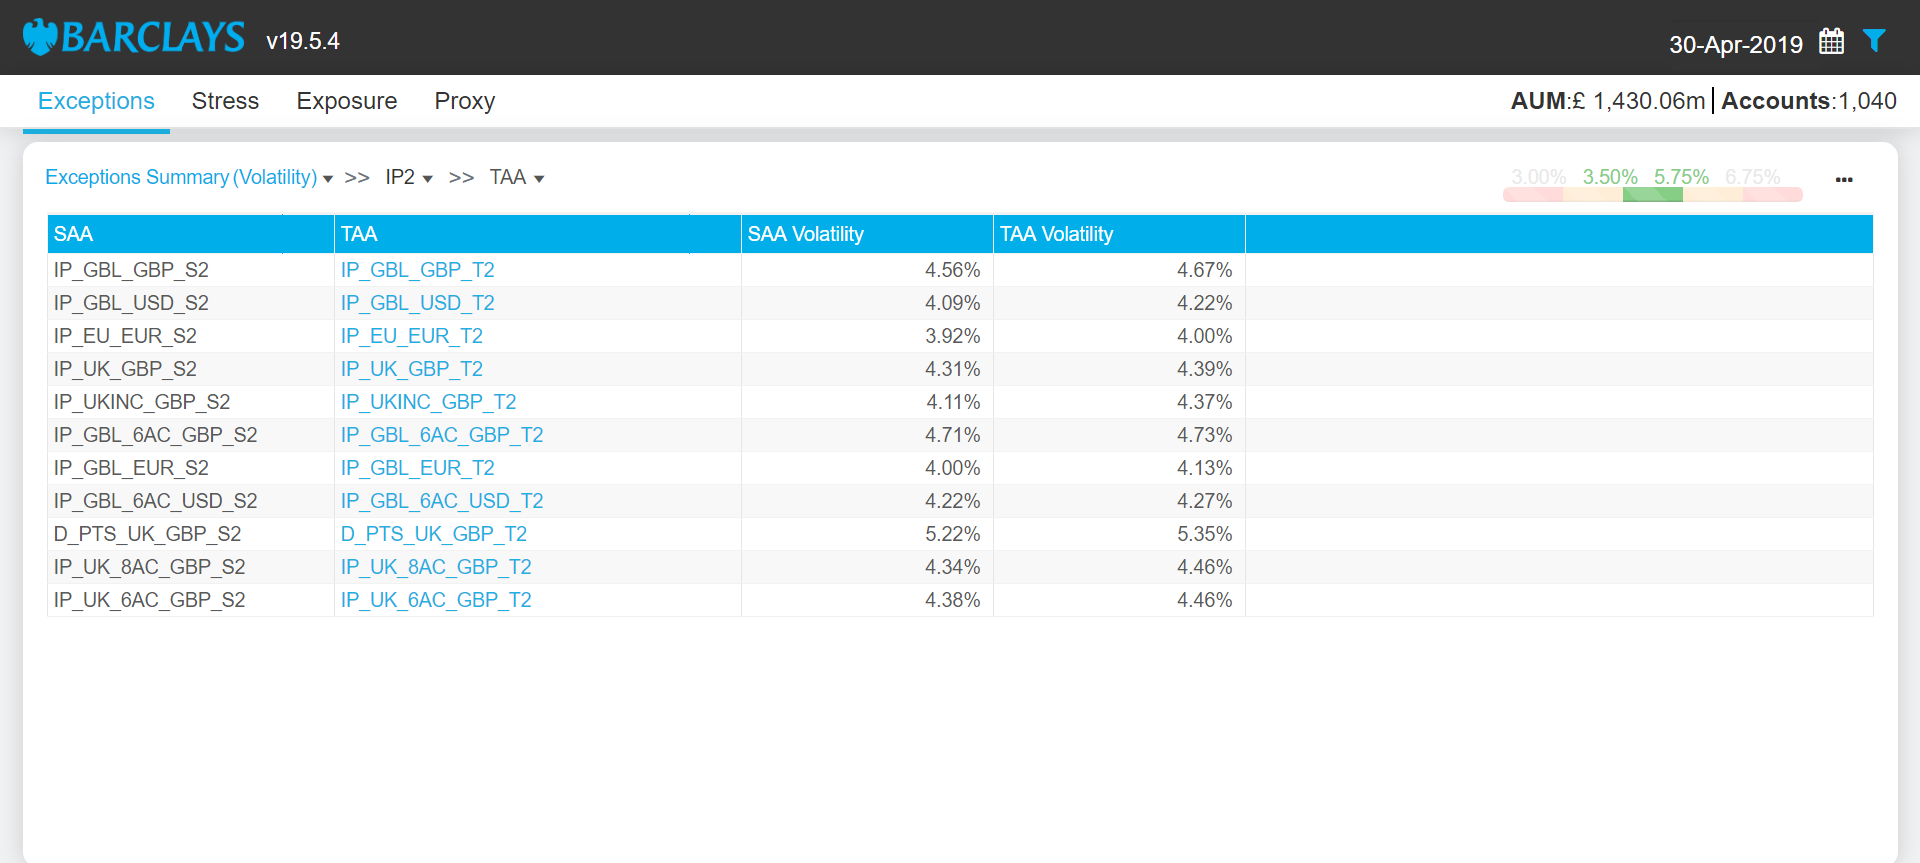 BARCLAYS v19.5.4 30-Apr-2019
Exceptions Stress Exposure Proxy AUM:£ 1,430.06m Accounts:1,040
Exceptions Summary (Volatility) >> IP2 >> TAA 3.00% 3.50% 5.75% 6.75% ...
SAA TAA SAA Volatility TAA Volatility
IP_GBL_GBP_S2 IP_GBL_GBP_T2 4.56% 4.67%
IP_GBL_USD_S2 IP_GBL_USD_T2 4.09% 4.22%
IP_EU_EUR_S2 IP_EU_EUR_T2 3.92% 4.00%
IP_UK_GBP_S2 IP_UK_GBP_T2 4.31% 4.39%
IP_UKINC_GBP_S2 IP_UKINC_GBP_T2 4.11% 4.37%
IP_GBL_6AC_GBP_S2 IP_GBL_6AC_GBP_T2 4.71% 4.73%
IP_GBL_EUR_S2 IP_GBL_EUR_T2 4.00% 4.13%
IP_GBL_6AC_USD_S2 IP_GBL_6AC_USD_T2 4.22% 4.27%
D_PTS_UK_GBP_S2 D_PTS_UK_GBP_T2 5.22% 5.35%
IP_UK_8AC_GBP_S2 IP_UK_8AC_GBP_T2 4.34% 4.46%
IP_UK_6AC_GBP_S2 IP_UK_6AC_GBP_T2 4.38% 4.46%